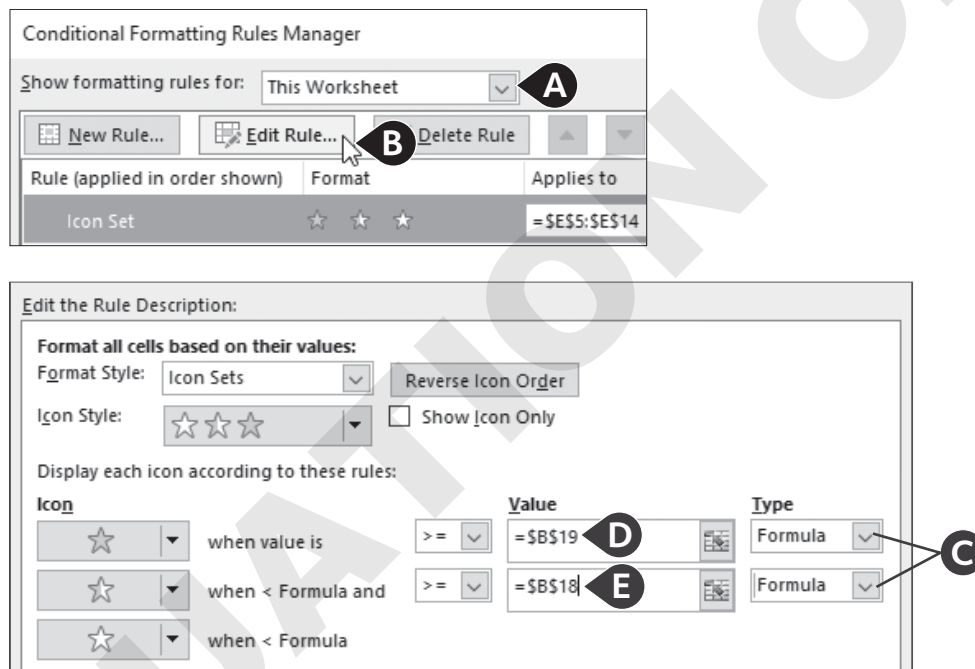 Conditional Formatting Rules Manager
Show formatting rules for: This Worksheet A
New Rule... Edit Rule... B Delete Rule
Rule (applied in order shown) Format Applies to
Icon Set =$E$5:$E$14
Edit the Rule Description:
Format all cells based on their values:
Format Style: Icon Sets Reverse Icon Order
Icon Style: Show Icon Only
Display each icon according to these rules:
Icon Value Type
when value is >= =$B$19 D Formula
C
when < Formula and >= =$B$18 E Formula
when < Formula